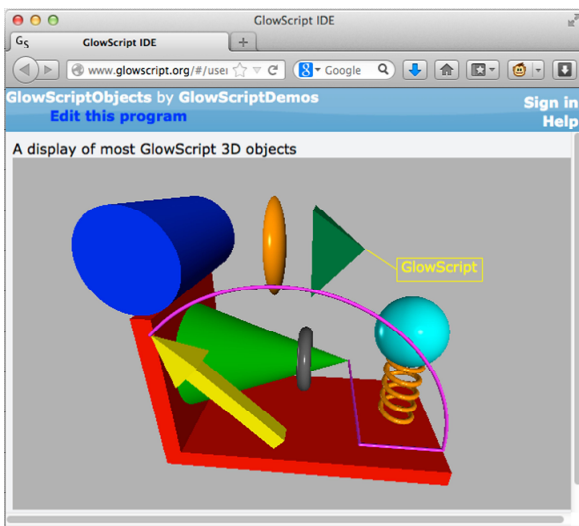 GlowScript IDE
GS GlowScript IDE
www.glowscript.org/#/user
Google
GlowScriptObjects by GlowScriptDemos
Sign in
Edit this program
Help
A display of most GlowScript 3D objects
GlowScript